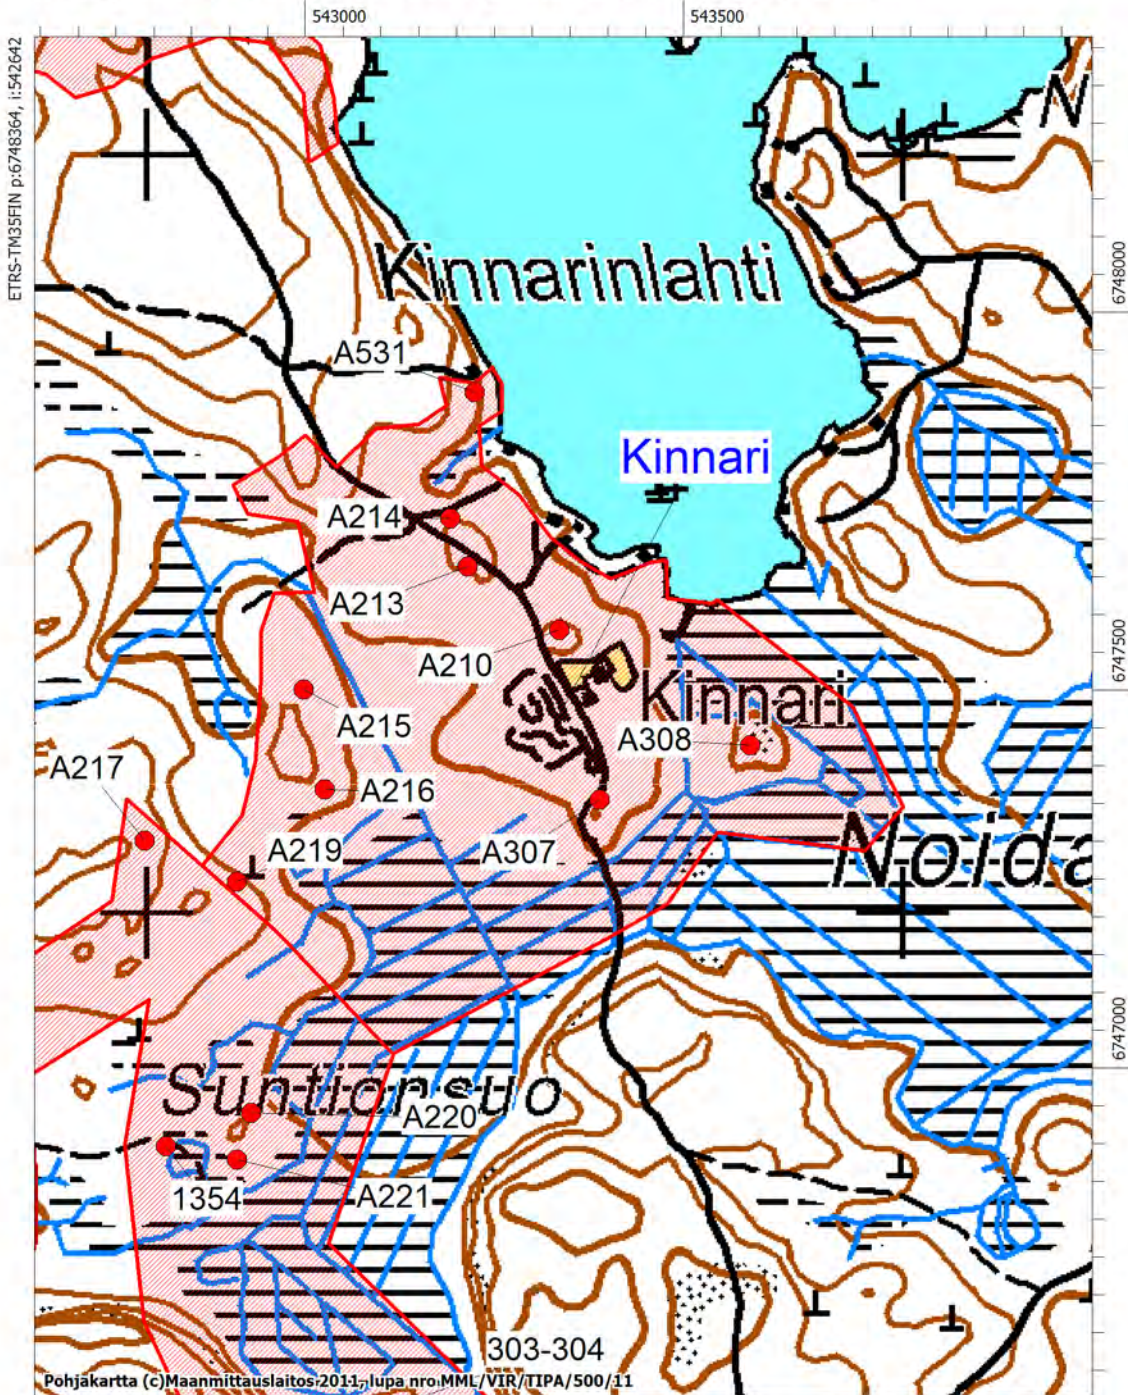 543000
543500
ETRS-TM35FIN p:6748364, i:542642
N
Kinnarinlahti
6748000
A531
Kinnari
A214
A213
A210
6747500
Kinnari
A215
A308
A217
A216
A219
A307
Noida
6747000
Suntionsuo
A220
A221
1354
303-304
Pohjakartta (c)Maanmittauslaitos 2011, lupa nro MML/VIR/TIPA/500/11